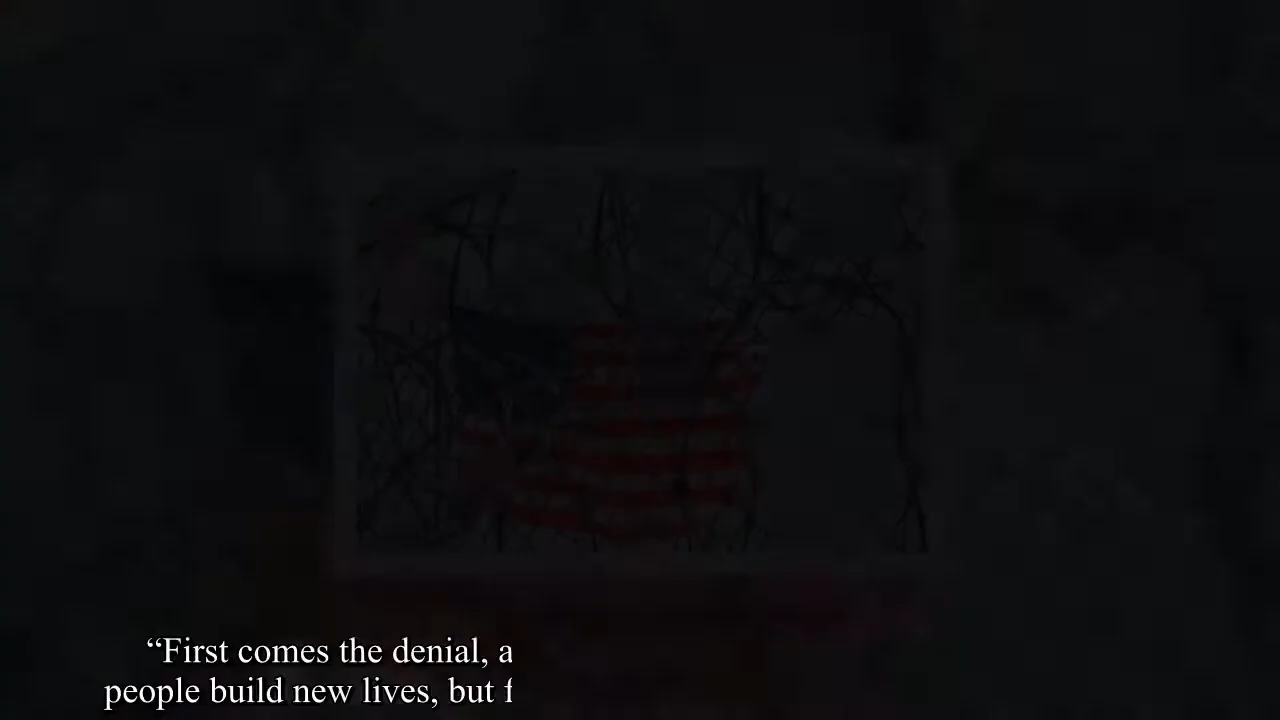 “First comes the denial, a
people build new lives, but f